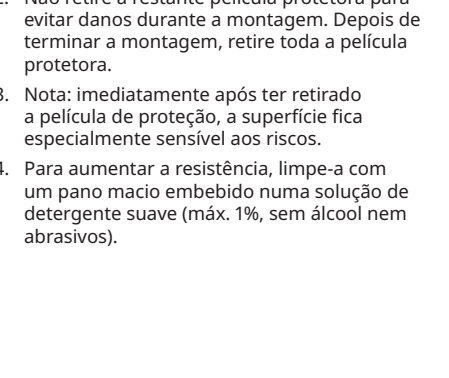 2. Não retire a restante película protetora para
evitar danos durante a montagem. Depois de
terminar a montagem, retire toda a película
protetora.
3. Nota: imediatamente após ter retirado
a película de proteção, a superfície fica
especialmente sensível aos riscos.
4. Para aumentar a resistência, limpe-a com
um pano macio embebido numa solução de
detergente suave (máx. 1%, sem álcool nem
abrasivos).